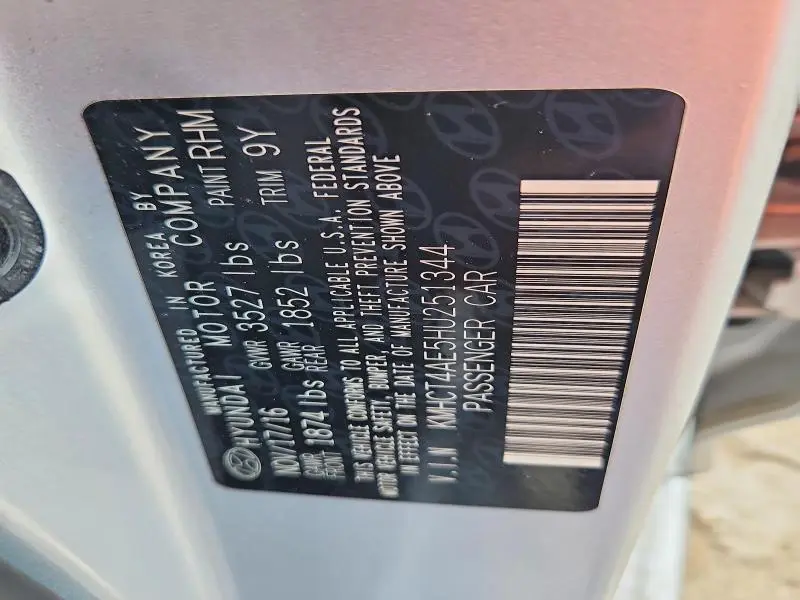 MANUFACTURED IN KOREA BY
HYUNDAI MOTOR COMPANY
NOV/17/16 GVWR 3527 lbs PAINT RHM
GAWR FRONT 1874 lbs GAWR REAR 1852 lbs TRIM 9Y
THIS VEHICLE CONFORMS TO ALL APPLICABLE U.S.A. FEDERAL
MOTOR VEHICLE SAFETY, BUMPER, AND THEFT PREVENTION STANDARDS
IN EFFECT ON THE DATE OF MANUFACTURE SHOWN ABOVE
V.I.N KMHCT4AE5HU251344
PASSENGER CAR